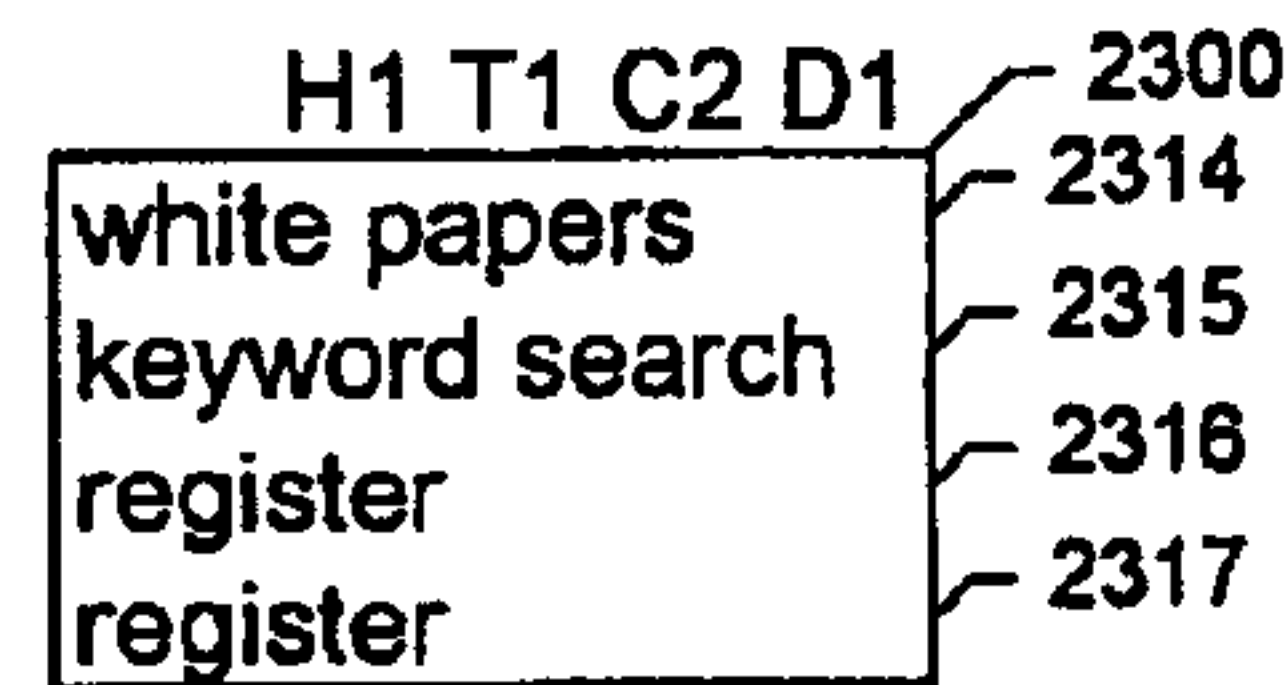 H1 T1 C2 D1 2300
white papers 2314
keyword search 2315
register 2316
register 2317